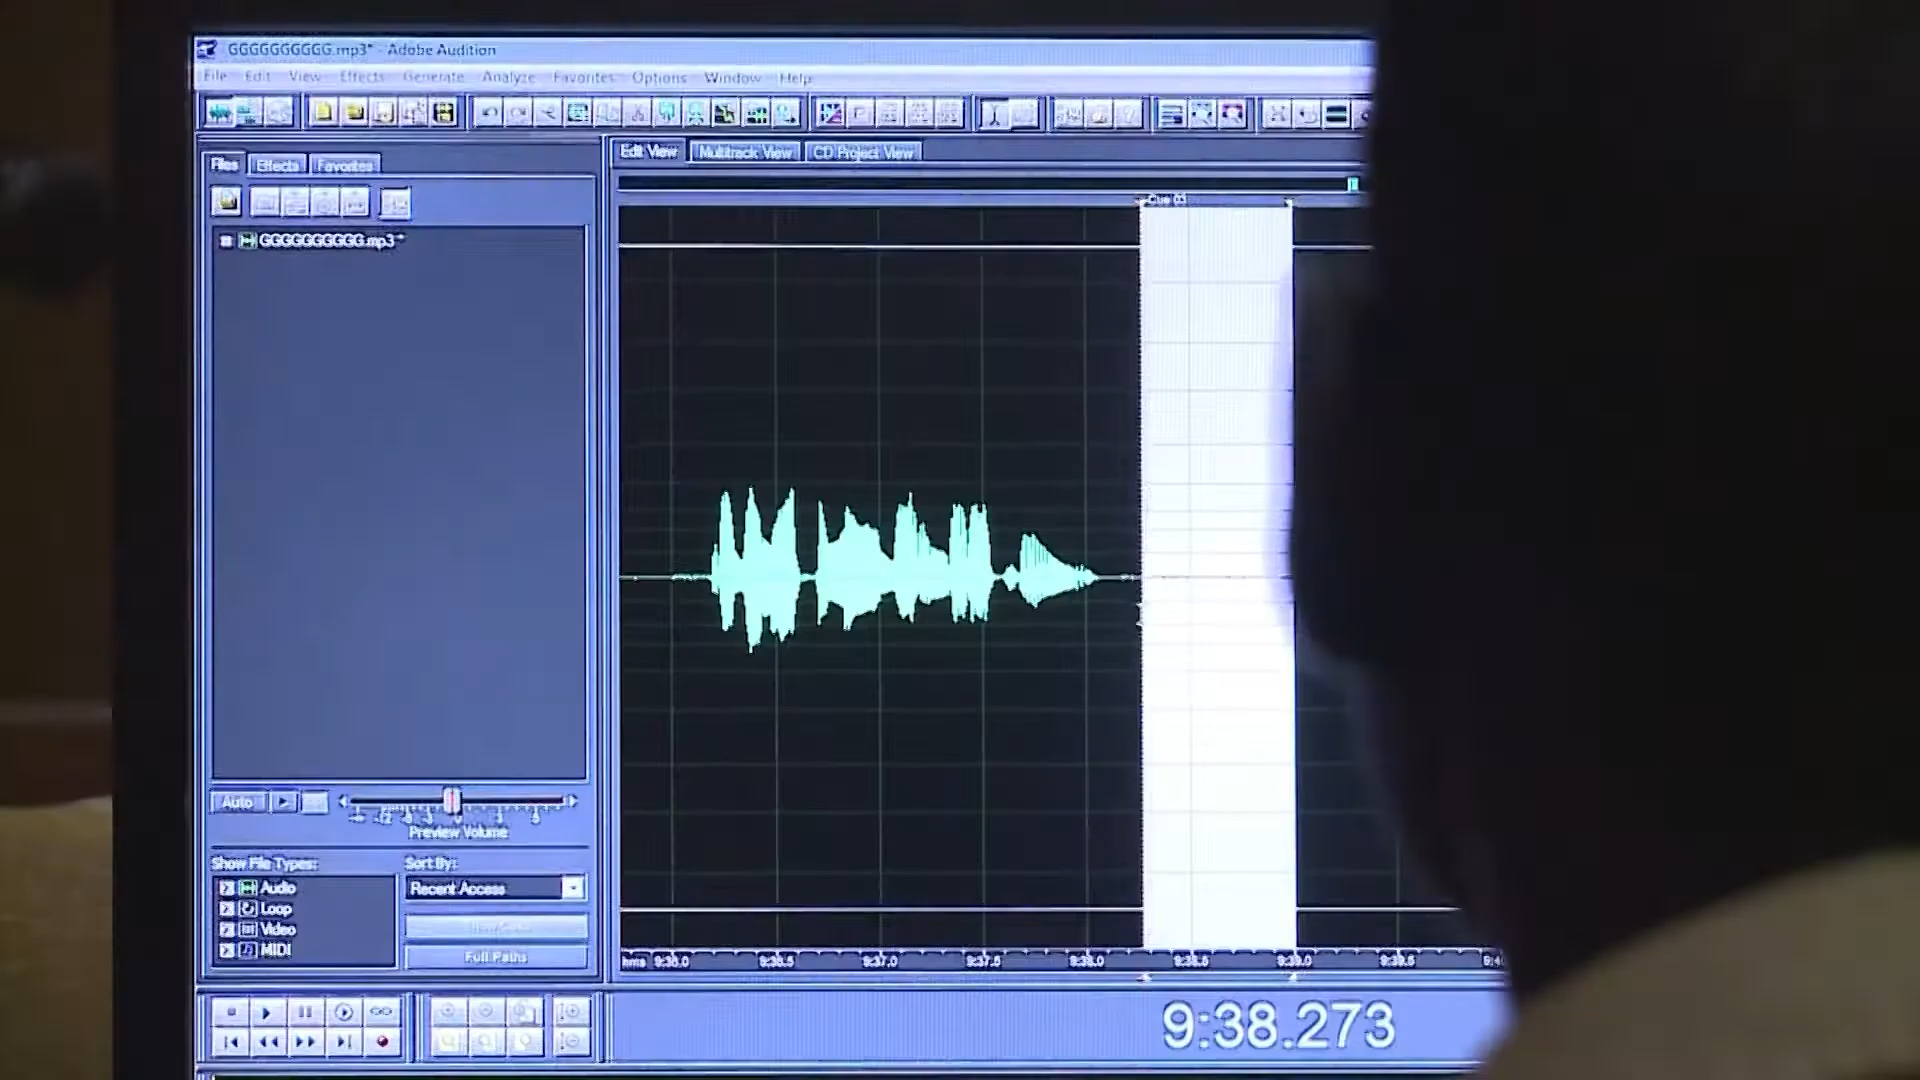 GGGGGGGGGG.mp3* - Adobe Audition
File Edit View Effects Generate Analyze Favorites Options Window Help
Files Effects Favorites
Edit View Multitrack View CD Project View
Cue 03
GGGGGGGGGG.mp3 *
Auto
Preview Volume
Show File Types:
Sort By:
Audio
Recent Access
Loop
Video
Full Paths
MIDI
hms 9:36.0 9:36.5 9:37.0 9:37.5 9:38.0 9:38.5 9:39.0 9:39.5
9:38.273